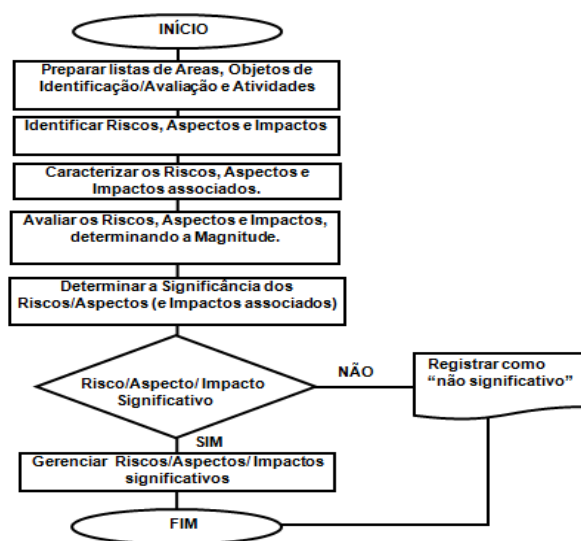 INÍCIO
Preparar listas de Areas, Objetos de
Identificação/Avaliação e Atividades
Identificar Riscos, Aspectos e Impactos
Caracterizar os Riscos, Aspectos e
Impactos associados.
Avaliar os Riscos, Aspectos e Impactos,
determinando a Magnitude.
Determinar a Significância dos
Riscos/Aspectos (e Impactos associados)
Risco/Aspecto/ Impacto
Significativo
NÃO
Registrar como
“não significativo”
SIM
Gerenciar Riscos/Aspectos/ Impactos
significativos
FIM